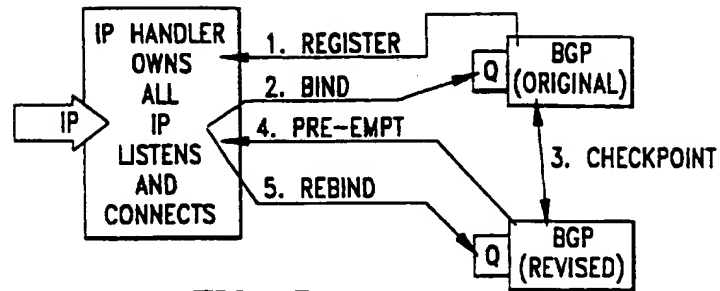 IP HANDLER
OWNS
ALL
IP
LISTENS
AND
CONNECTS
IP
1. REGISTER
2. BIND
4. PRE-EMPT
5. REBIND
Q
BGP
(ORIGINAL)
3. CHECKPOINT
Q
BGP
(REVISED)